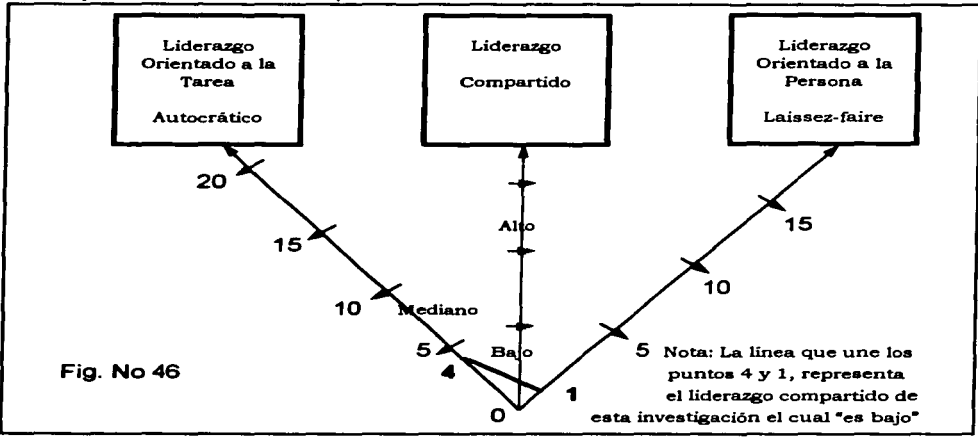 Liderazgo
Orientado a la
Tarea
Autocrático
Liderazgo
Compartido
Liderazgo
Orientado a la
Persona
Laissez-faire
20
15
10
5
4
0
Alto
Mediano
Bajo
15
10
5
1
Fig. No 46
Nota: La línea que une los
puntos 4 y 1, representa
el liderazgo compartido de
esta investigación el cual "es bajo"